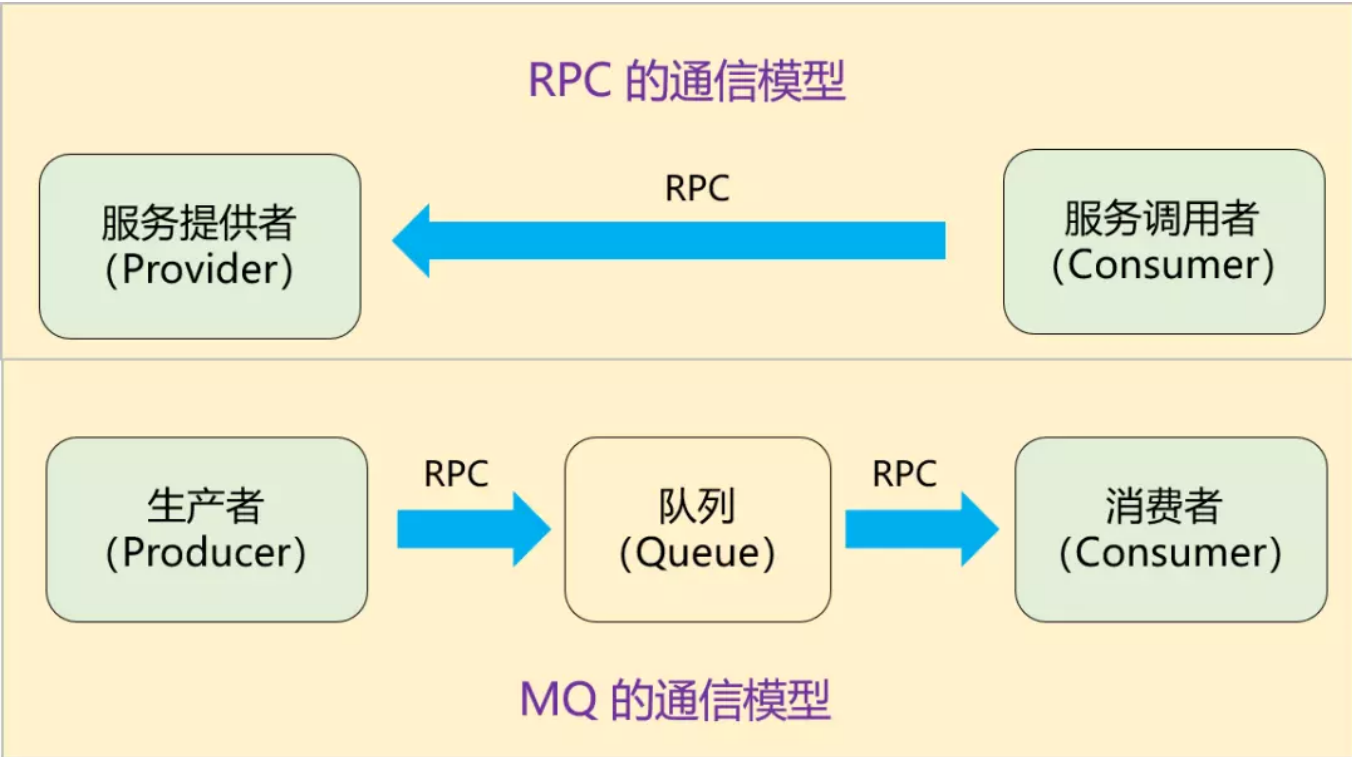 RPC 的通信模型
RPC
服务提供者
（Provider）
服务调用者
（Consumer）
生产者
（Producer）
RPC
队列
（Queue）
RPC
消费者
（Consumer）
MQ 的通信模型